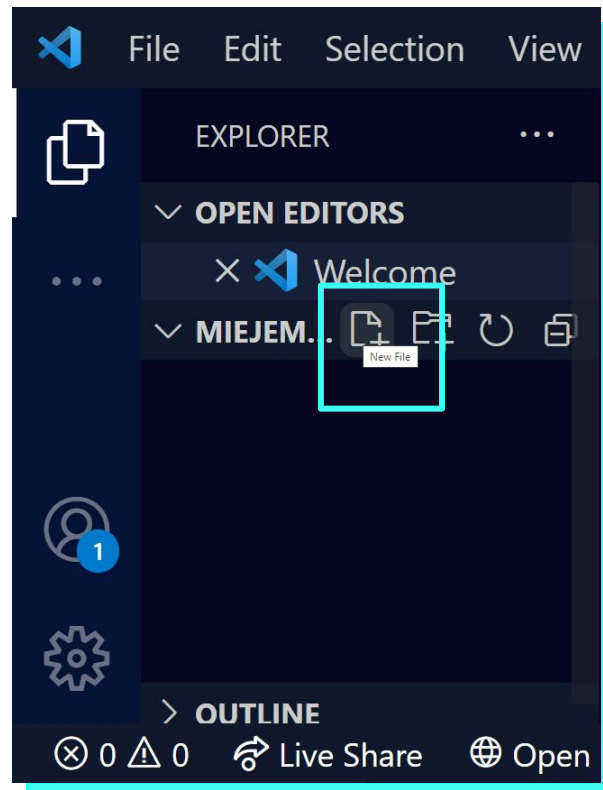 File Edit Selection View
EXPLORER ...
OPEN EDITORS
Welcome
MIEJEM...
New File
1
OUTLINE
0 0 Live Share Open